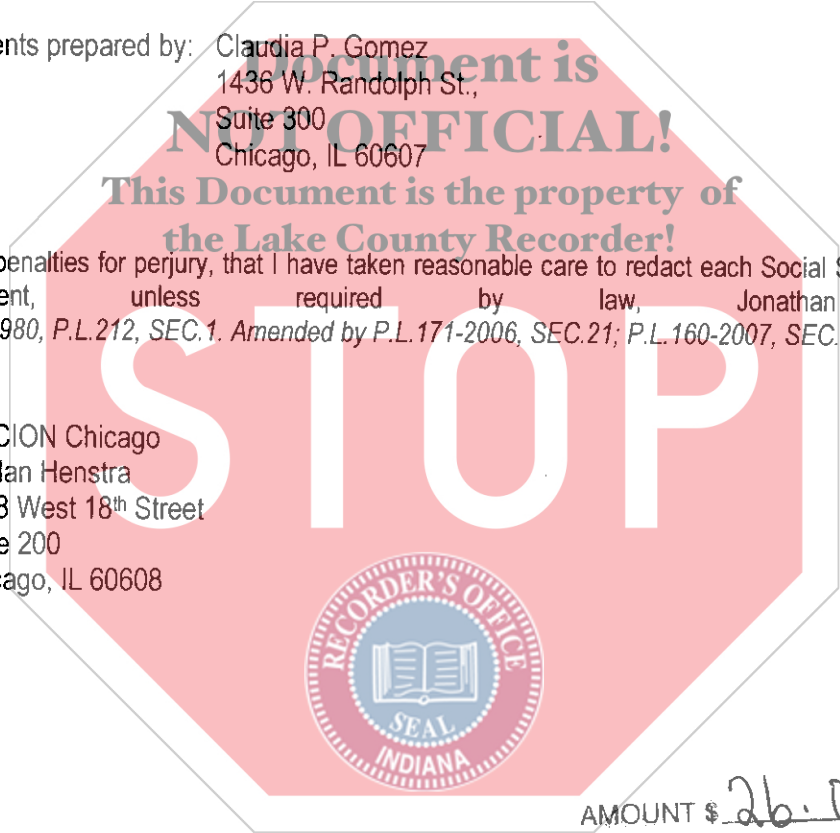 ents prepared by: Claudia P. Gomez
1436 W. Randolph St.,
Suite 300
Chicago, IL 60607
Document is
NOT OFFICIAL!
This Document is the property of
the Lake County Recorder!
penalties for perjury, that I have taken reasonable care to redact each Social S
ent, unless required by law, Jonathan
980, P.L.212, SEC.1. Amended by P.L.171-2006, SEC.21; P.L.160-2007, SEC.
STOP
CION Chicago
lan Henstra
8 West 18th Street
e 200
cago, IL 60608
RECORDER'S OFFICE
SEAL
INDIANA
AMOUNT $ 26.